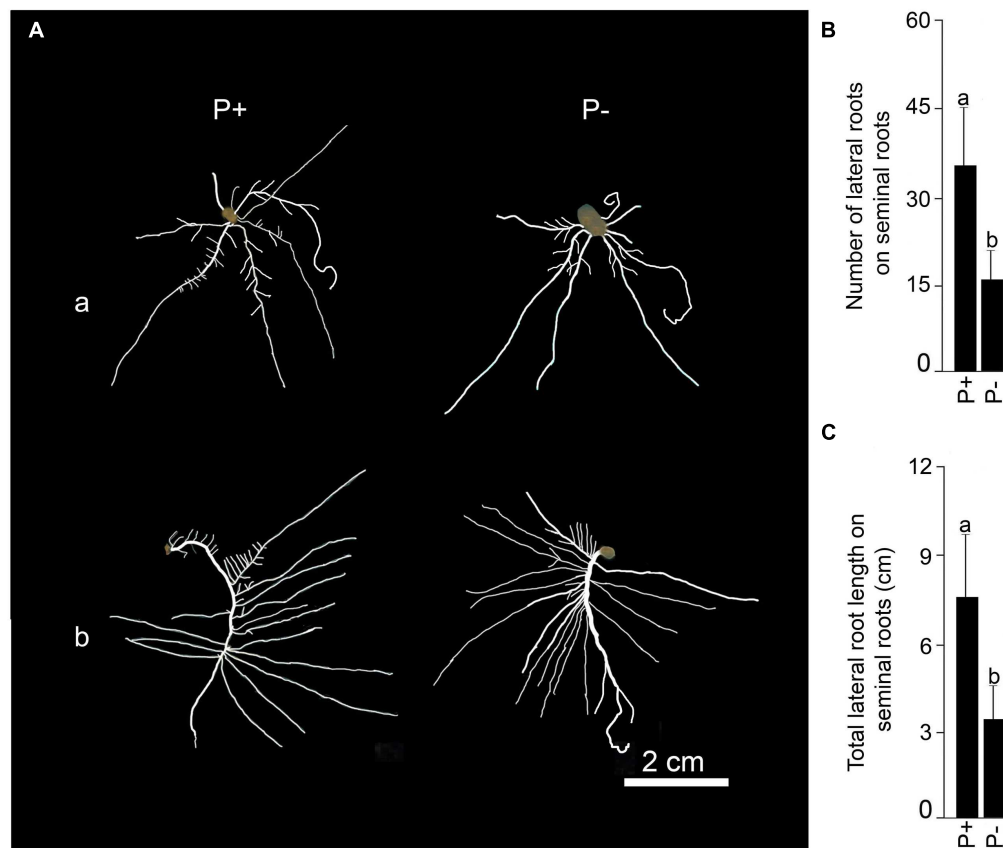 A
P+
P-
a
b
2 cm
B
Number of lateral roots
on seminal roots
60
45
30
15
0
a
b
P+
P-
C
Total lateral root length on
seminal roots (cm)
12
9
6
3
0
a
b
P+
P-